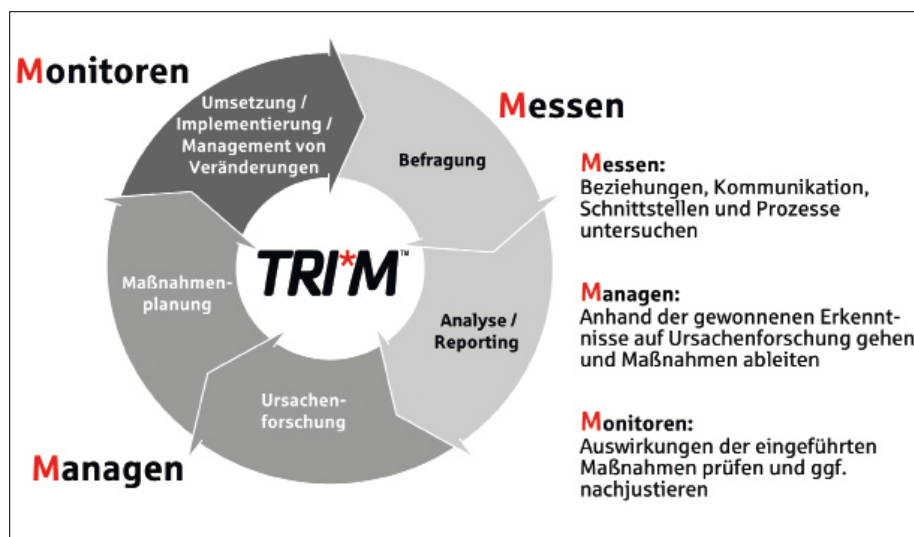 Monitoren
Umsetzung /
Implementierung /
Management von
Veränderungen
Messen
Befragung
Messen:
Beziehungen, Kommunikation,
Schnittstellen und Prozesse
untersuchen
Maßnahmen-
planung
TRI*M™
Analyse /
Reporting
Managen:
Anhand der gewonnenen Erkennt-
nisse auf Ursachenforschung gehen
und Maßnahmen ableiten
Ursachen-
forschung
Managen
Monitoren:
Auswirkungen der eingeführten
Maßnahmen prüfen und ggf.
nachjustieren